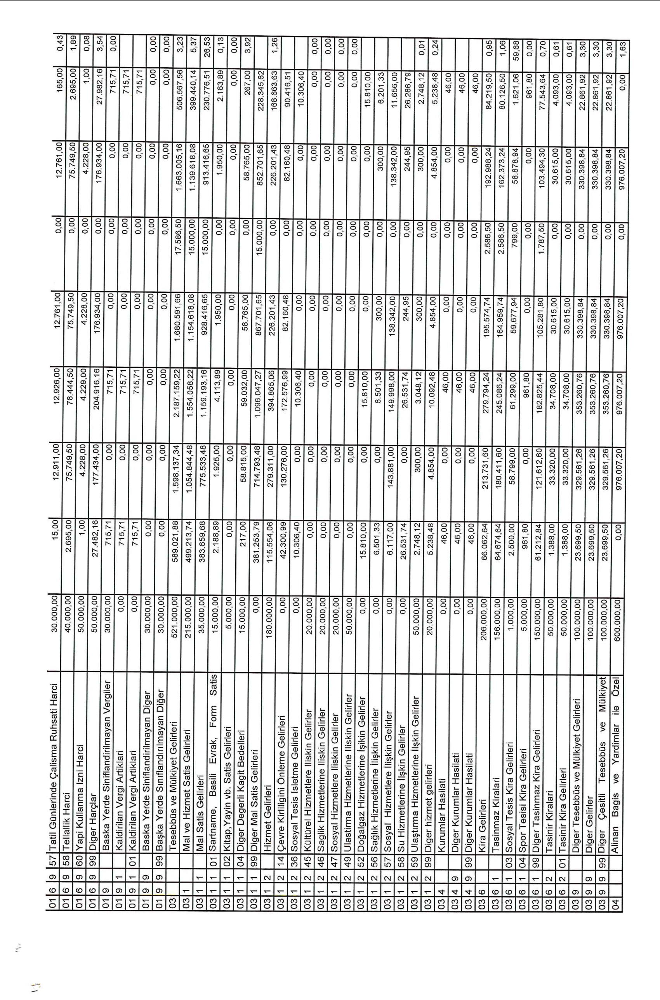 01 6 9 57 Tatil Günlerinde Çalisma Ruhsati Harci 30.000,00 15,00 12.911,00 12.926,00 12.761,00 0,00 12.761,00 165,00 0,43
01 6 9 58 Tellallik Harci 40.000,00 2.695,00 75.749,50 78.444,50 75.749,50 0,00 75.749,50 2.695,00 1,89
01 6 9 60 Yapi Kullanma Izni Harci 50.000,00 1,00 4.228,00 4.229,00 4.228,00 0,00 4.228,00 1,00 0,08
01 6 9 99 Diger Harçlar 50.000,00 27.482,16 177.434,00 204.916,16 176.934,00 0,00 176.934,00 27.982,16 3,54
01 9 Baska Yerde Siniflandirilmayan Vergiler 30.000,00 715,71 0,00 715,71 0,00 0,00 0,00 715,71 0,00
01 9 1 Kaldirilan Vergi Artiklari 0,00 715,71 0,00 715,71 0,00 0,00 0,00 715,71
01 9 1 01 Kaldirilan Vergi Artiklari 0,00 715,71 0,00 715,71 0,00 0,00 0,00 715,71
01 9 9 Baska Yerde Siniflandirilmayan Diger 30.000,00 0,00 0,00 0,00 0,00 0,00 0,00 0,00 0,00
01 9 9 99 Başka Yerde Sınıflandırılmayan Diğer 30.000,00 0,00 0,00 0,00 0,00 0,00 0,00 0,00 0,00
03 Tesebbüs ve Mülkiyet Gelirleri 521.000,00 589.021,88 1.598.137,34 2.187.159,22 1.680.591,66 17.586,50 1.663.005,16 506.567,56 3,23
03 1 Mal ve Hizmet Satis Gelirleri 215.000,00 499.213,74 1.054.844,48 1.554.058,22 1.154.618,08 15.000,00 1.139.618,08 399.440,14 5,37
03 1 1 Mal Satis Gelirleri 35.000,00 383.659,68 775.533,48 1.159.193,16 928.416,65 15.000,00 913.416,65 230.776,51 26,53
03 1 1 01 Sartname, Basili Evrak, Form Satis 15.000,00 2.188,89 1.925,00 4.113,89 1.950,00 0,00 1.950,00 2.163,89 0,13
03 1 1 02 Kitap, Yayin vb. Satis Gelirleri 5.000,00 0,00 0,00 0,00 0,00 0,00 0,00 0,00 0,00
03 1 1 04 Diger Degerli Kagit Bedelleri 15.000,00 217,00 58.815,00 59.032,00 58.765,00 0,00 58.765,00 267,00 3,92
03 1 1 99 Diger Mal Satis Gelirleri 0,00 381.253,79 714.793,48 1.096.047,27 867.701,65 15.000,00 852.701,65 228.345,62
03 1 2 Hizmet Gelirleri 180.000,00 115.554,06 279.311,00 394.865,06 226.201,43 0,00 226.201,43 168.663,63 1,26
03 1 2 14 Çevre Kirliligini Önleme Gelirleri 0,00 42.300,99 130.276,00 172.576,99 82.160,48 0,00 82.160,48 90.416,51
03 1 2 36 Sosyal Tesis Isletme Gelirleri 0,00 10.306,40 0,00 10.306,40 0,00 0,00 0,00 10.306,40
03 1 2 45 Kültürel Hizmetlere Iliskin Gelirler 20.000,00 0,00 0,00 0,00 0,00 0,00 0,00 0,00 0,00
03 1 2 46 Saglik Hizmetlerine Iliskin Gelirler 20.000,00 0,00 0,00 0,00 0,00 0,00 0,00 0,00 0,00
03 1 2 47 Sosyal Hizmetlere Iliskin Gelirler 20.000,00 0,00 0,00 0,00 0,00 0,00 0,00 0,00 0,00
03 1 2 49 Ulastirma Hizmetlerine Iliskin Gelirler 50.000,00 0,00 0,00 0,00 0,00 0,00 0,00 0,00 0,00
03 1 2 52 Doğalgaz Hizmetlerine İşikin Gelirler 0,00 15.810,00 0,00 15.810,00 0,00 0,00 0,00 15.810,00
03 1 2 56 Sağlık Hizmetlerine İlişkin Gelirler 0,00 6.501,33 0,00 6.501,33 300,00 0,00 300,00 6.201,33
03 1 2 57 Sosyal Hizmetlere İlişkin Gelirler 0,00 6.117,00 143.881,00 149.998,00 138.342,00 0,00 138.342,00 11.656,00
03 1 2 58 Su Hizmetlerine İlşkin Gelirler 0,00 26.531,74 0,00 26.531,74 244,95 0,00 244,95 26.286,79
03 1 2 59 Ulaştırma Hizmetlerine İlşkin Gelirler 50.000,00 2.748,12 300,00 3.048,12 300,00 0,00 300,00 2.748,12 0,01
03 1 2 99 Diger hizmet gelirleri 20.000,00 5.238,48 4.854,00 10.092,48 4.854,00 0,00 4.854,00 5.238,48 0,24
03 4 Kurumlar Hasilati 0,00 46,00 0,00 46,00 0,00 0,00 0,00 46,00
03 4 9 Diger Kurumlar Hasilati 0,00 46,00 0,00 46,00 0,00 0,00 0,00 46,00
03 4 9 99 Diger Kurumlar Hasilati 0,00 46,00 0,00 46,00 0,00 0,00 0,00 46,00
03 6 Kira Gelirleri 206.000,00 66.062,64 213.731,60 279.794,24 195.574,74 2.586,50 192.988,24 84.219,50 0,95
03 6 1 Tasinmaz Kiralari 156.000,00 64.674,64 180.411,60 245.086,24 164.959,74 2.586,50 162.373,24 80.126,50 1,06
03 6 1 03 Sosyal Tesis Kira Gelirleri 1.000,00 2.500,00 58.799,00 61.299,00 59.677,94 799,00 58.878,94 1.621,06 59,68
03 6 1 04 Spor Tesisi Kira Gelirleri 5.000,00 961,80 0,00 961,80 0,00 0,00 0,00 961,80 0,00
03 6 1 99 Diger Tasinmaz Kira Gelirleri 150.000,00 61.212,84 121.612,60 182.825,44 105.281,80 1.787,50 103.494,30 77.543,64 0,70
03 6 2 Tasinir Kiralari 50.000,00 1.388,00 33.320,00 34.708,00 30.615,00 0,00 30.615,00 4.093,00 0,61
03 6 2 01 Tasinir Kira Gelirleri 50.000,00 1.388,00 33.320,00 34.708,00 30.615,00 0,00 30.615,00 4.093,00 0,61
03 9 Diger Tesebbüs ve Mülkiyet Gelirleri 100.000,00 23.699,50 329.561,26 353.260,76 330.398,84 0,00 330.398,84 22.861,92 3,30
03 9 9 Diger Gelirler 100.000,00 23.699,50 329.561,26 353.260,76 330.398,84 0,00 330.398,84 22.861,92 3,30
03 9 9 99 Diger Çesitli Tesebbüs ve Mülkiyet 100.000,00 23.699,50 329.561,26 353.260,76 330.398,84 0,00 330.398,84 22.861,92 3,30
04 Alinan Bagis ve Yardimlar ile Özel 600.000,00 0,00 976.007,20 976.007,20 976.007,20 0,00 976.007,20 0,00 1,63